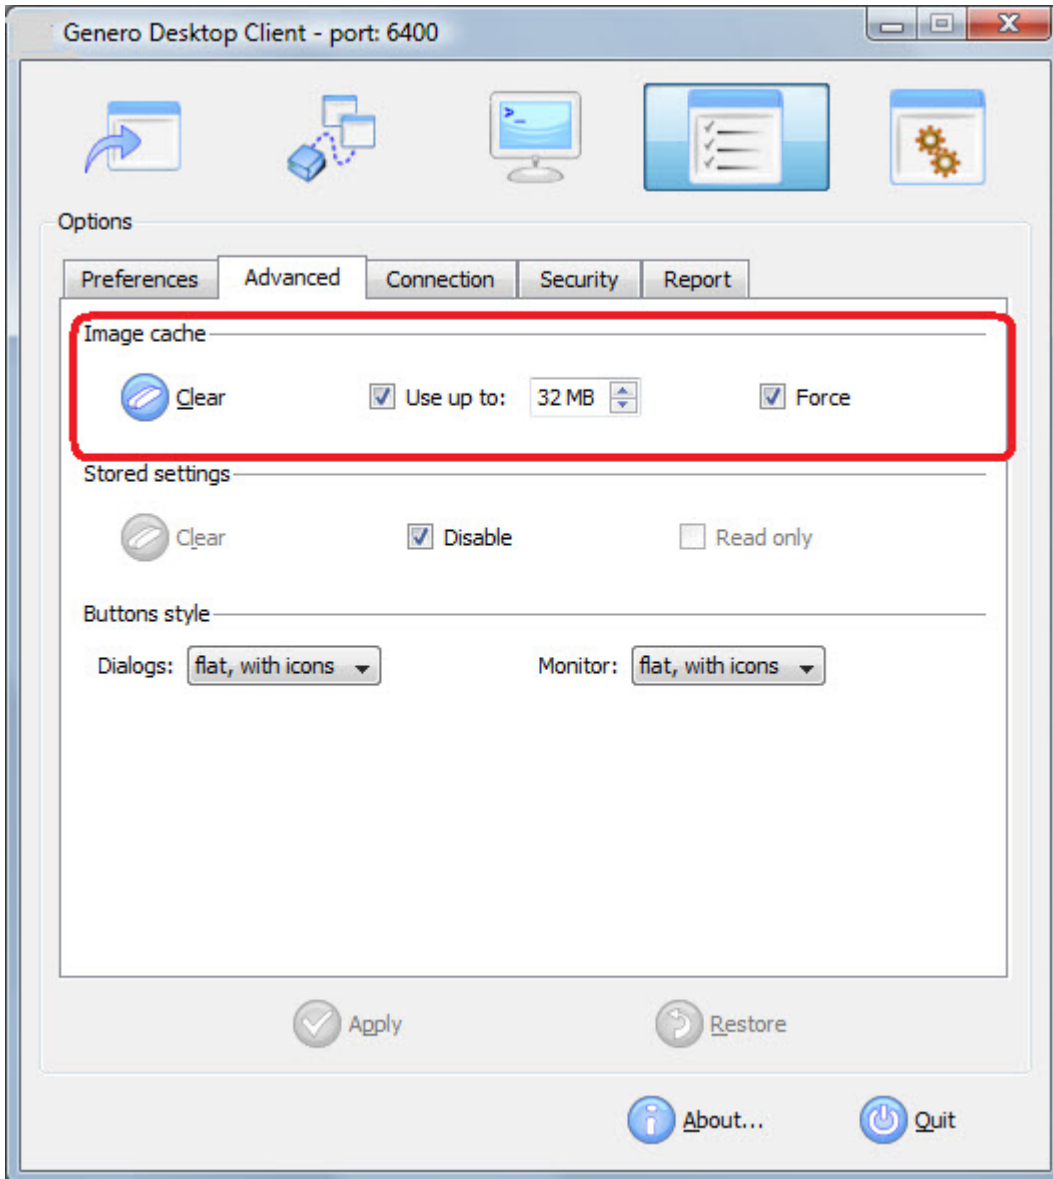 Genero Desktop Client - port: 6400
>_
Options
Preferences Advanced Connection Security Report
Image cache
Clear Use up to: 32 MB Force
Stored settings
Clear Disable Read only
Buttons style
Dialogs: flat, with icons Monitor: flat, with icons
Apply Restore
About... Quit